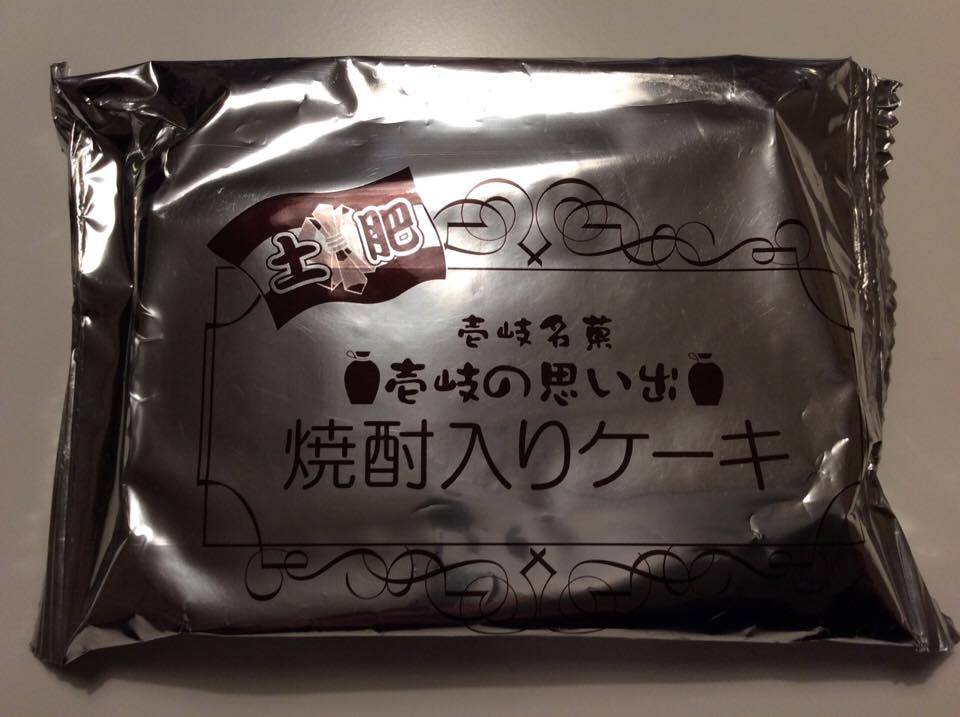 土肥
壱岐名菓
壱岐の思い出
焼酎入りケーキ